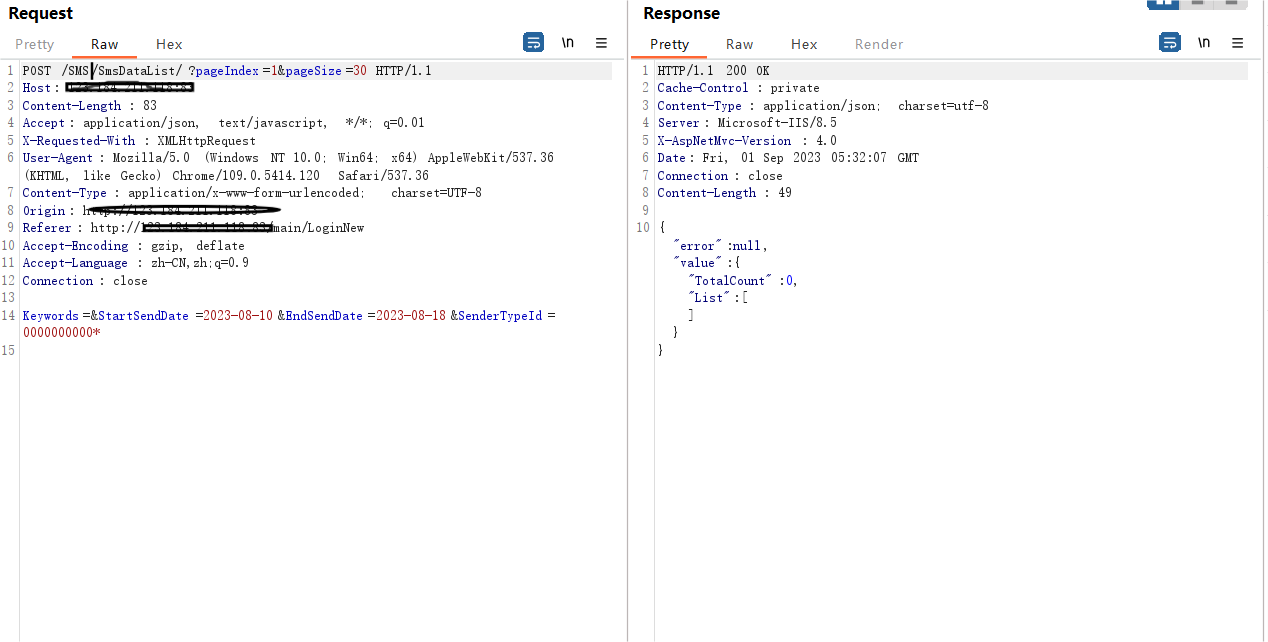 Request
Pretty Raw Hex \n
1 POST /SMS/SmsDataList/ ?pageIndex =1&pageSize =30 HTTP/1.1
2 Host :
3 Content-Length : 83
4 Accept : application/json, text/javascript, */*; q=0.01
5 X-Requested-With : XMLHttpRequest
6 User-Agent : Mozilla/5.0 (Windows NT 10.0; Win64; x64) AppleWebKit/537.36
(KHTML, like Gecko) Chrome/109.0.5414.120 Safari/537.36
7 Content-Type : application/x-www-form-urlencoded; charset=UTF-8
8 Origin :
9 Referer : http:// main/LoginNew
10 Accept-Encoding : gzip, deflate
11 Accept-Language : zh-CN,zh;q=0.9
12 Connection : close
13
14 Keywords =&StartSendDate =2023-08-10 &EndSendDate =2023-08-18 &SenderTypeId =
0000000000*
15
Response
Pretty Raw Hex Render \n
1 HTTP/1.1 200 OK
2 Cache-Control : private
3 Content-Type : application/json; charset=utf-8
4 Server : Microsoft-IIS/8.5
5 X-AspNetMvc-Version : 4.0
6 Date : Fri, 01 Sep 2023 05:32:07 GMT
7 Connection : close
8 Content-Length : 49
9
10 {
"error" :null,
"value" :{
"TotalCount" :0,
"List" :[
]
}
}